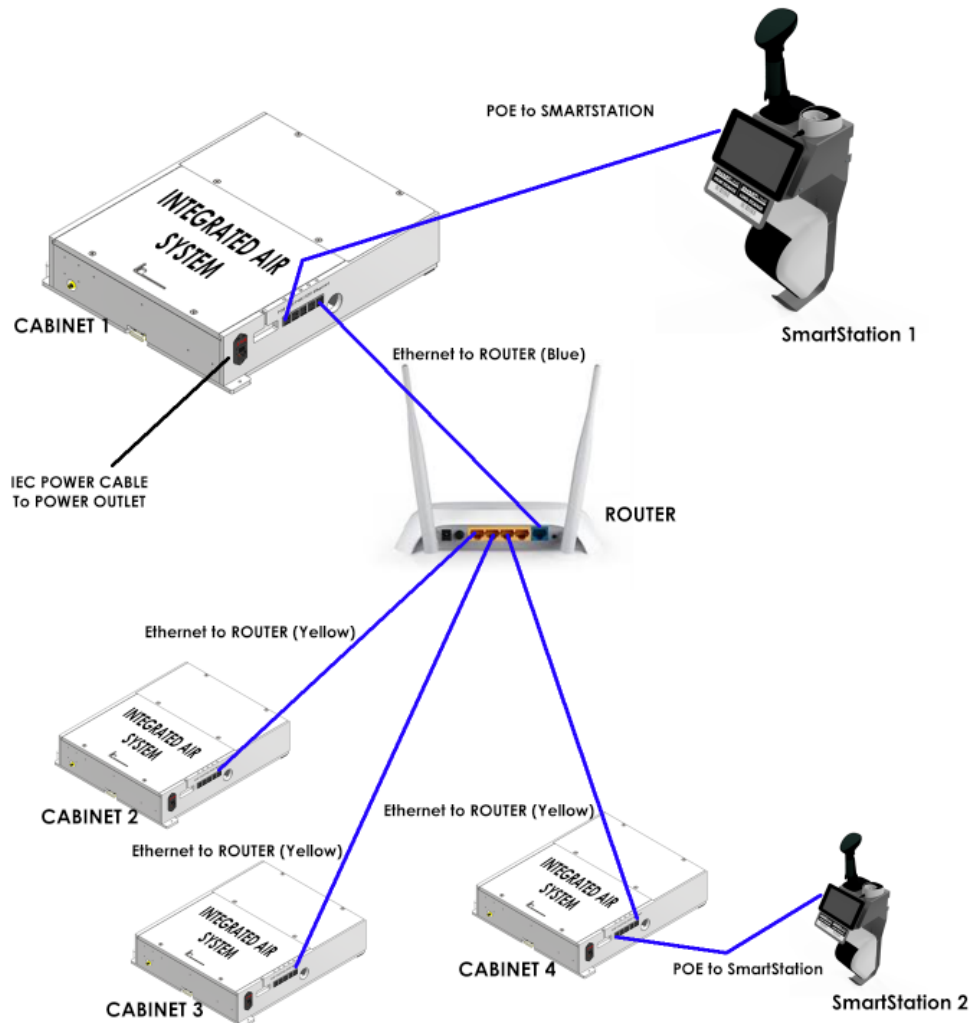 POE to SMARTSTATION
INTEGRATED AIR
SYSTEM
CABINET 1
SmartStation 1
Ethernet to ROUTER (Blue)
IEC POWER CABLE
To POWER OUTLET
ROUTER
Ethernet to ROUTER (Yellow)
INTEGRATED AIR
SYSTEM
CABINET 2
Ethernet to ROUTER (Yellow)
Ethernet to ROUTER (Yellow)
INTEGRATED AIR
SYSTEM
CABINET 3
INTEGRATED AIR
SYSTEM
CABINET 4
POE to SmartStation
SmartStation 2